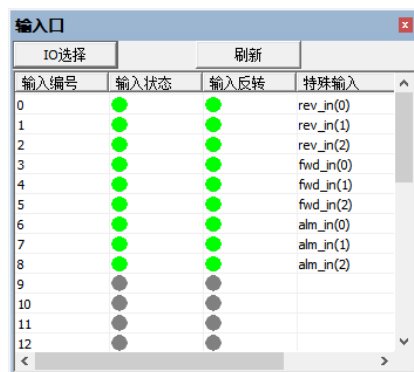 输入口
IO选择 刷新
输入编号 输入状态 输入反转 特殊输入
0 rev_in(0)
1 rev_in(1)
2 rev_in(2)
3 fwd_in(0)
4 fwd_in(1)
5 fwd_in(2)
6 alm_in(0)
7 alm_in(1)
8 alm_in(2)
9
10
11
12